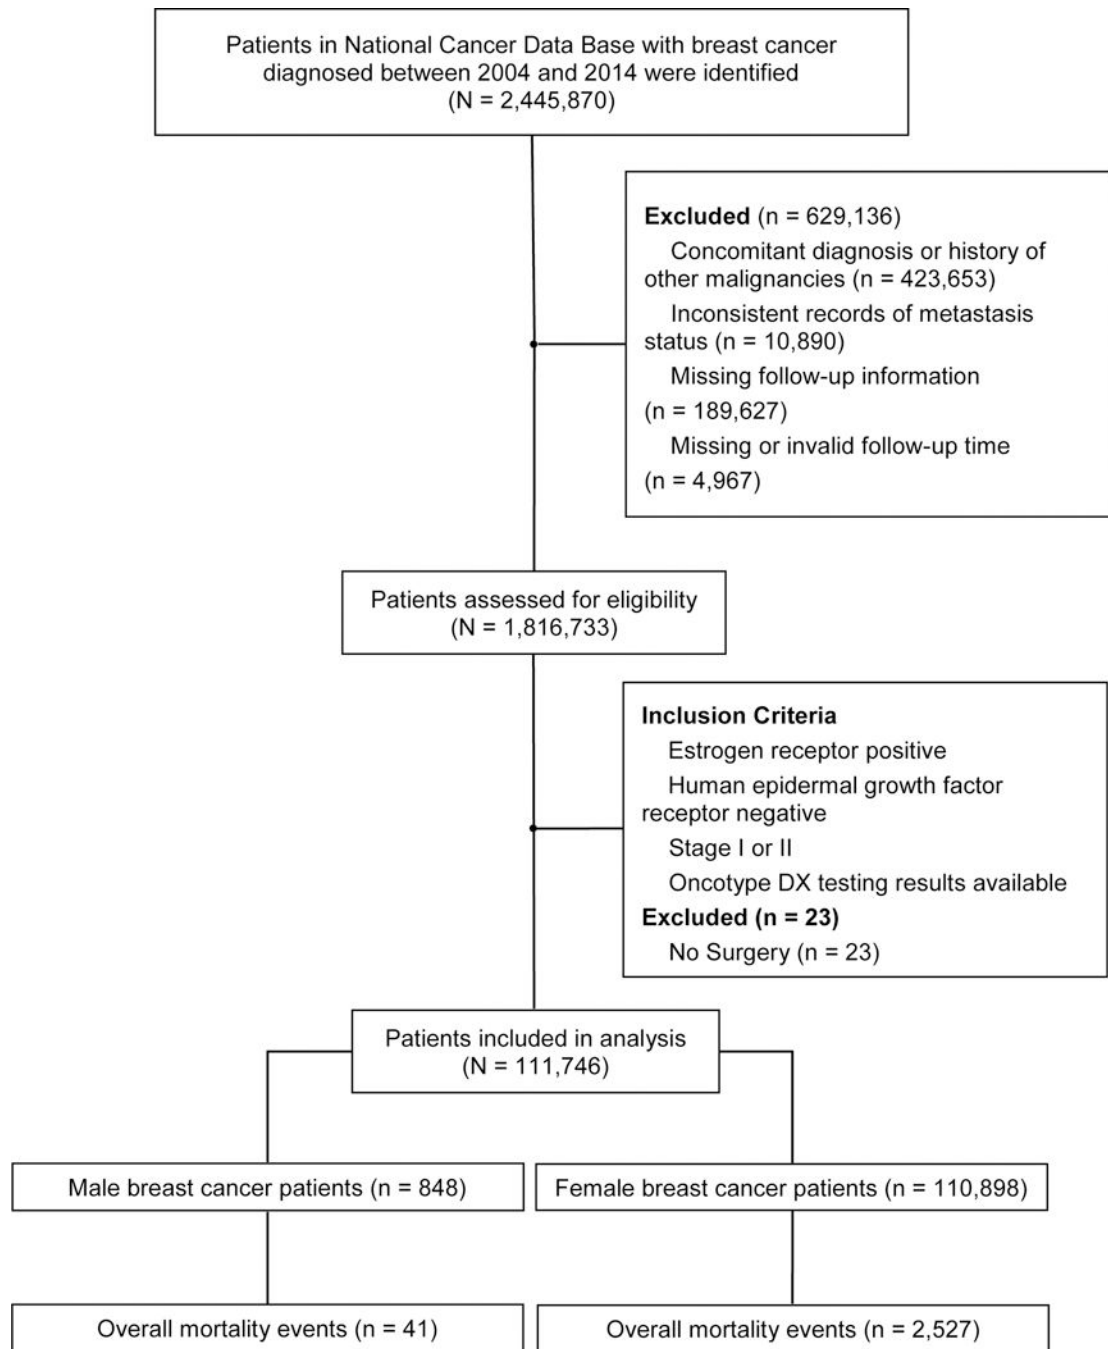 Patients in National Cancer Data Base with breast cancer
diagnosed between 2004 and 2014 were identified
(N = 2,445,870)
Excluded (n = 629,136)
Concomitant diagnosis or history of
other malignancies (n = 423,653)
Inconsistent records of metastasis
status (n = 10,890)
Missing follow-up information
(n = 189,627)
Missing or invalid follow-up time
(n = 4,967)
Patients assessed for eligibility
(N = 1,816,733)
Inclusion Criteria
Estrogen receptor positive
Human epidermal growth factor
receptor negative
Stage I or II
Oncotype DX testing results available
Excluded (n = 23)
No Surgery (n = 23)
Patients included in analysis
(N = 111,746)
Male breast cancer patients (n = 848)
Female breast cancer patients (n = 110,898)
Overall mortality events (n = 41)
Overall mortality events (n = 2,527)